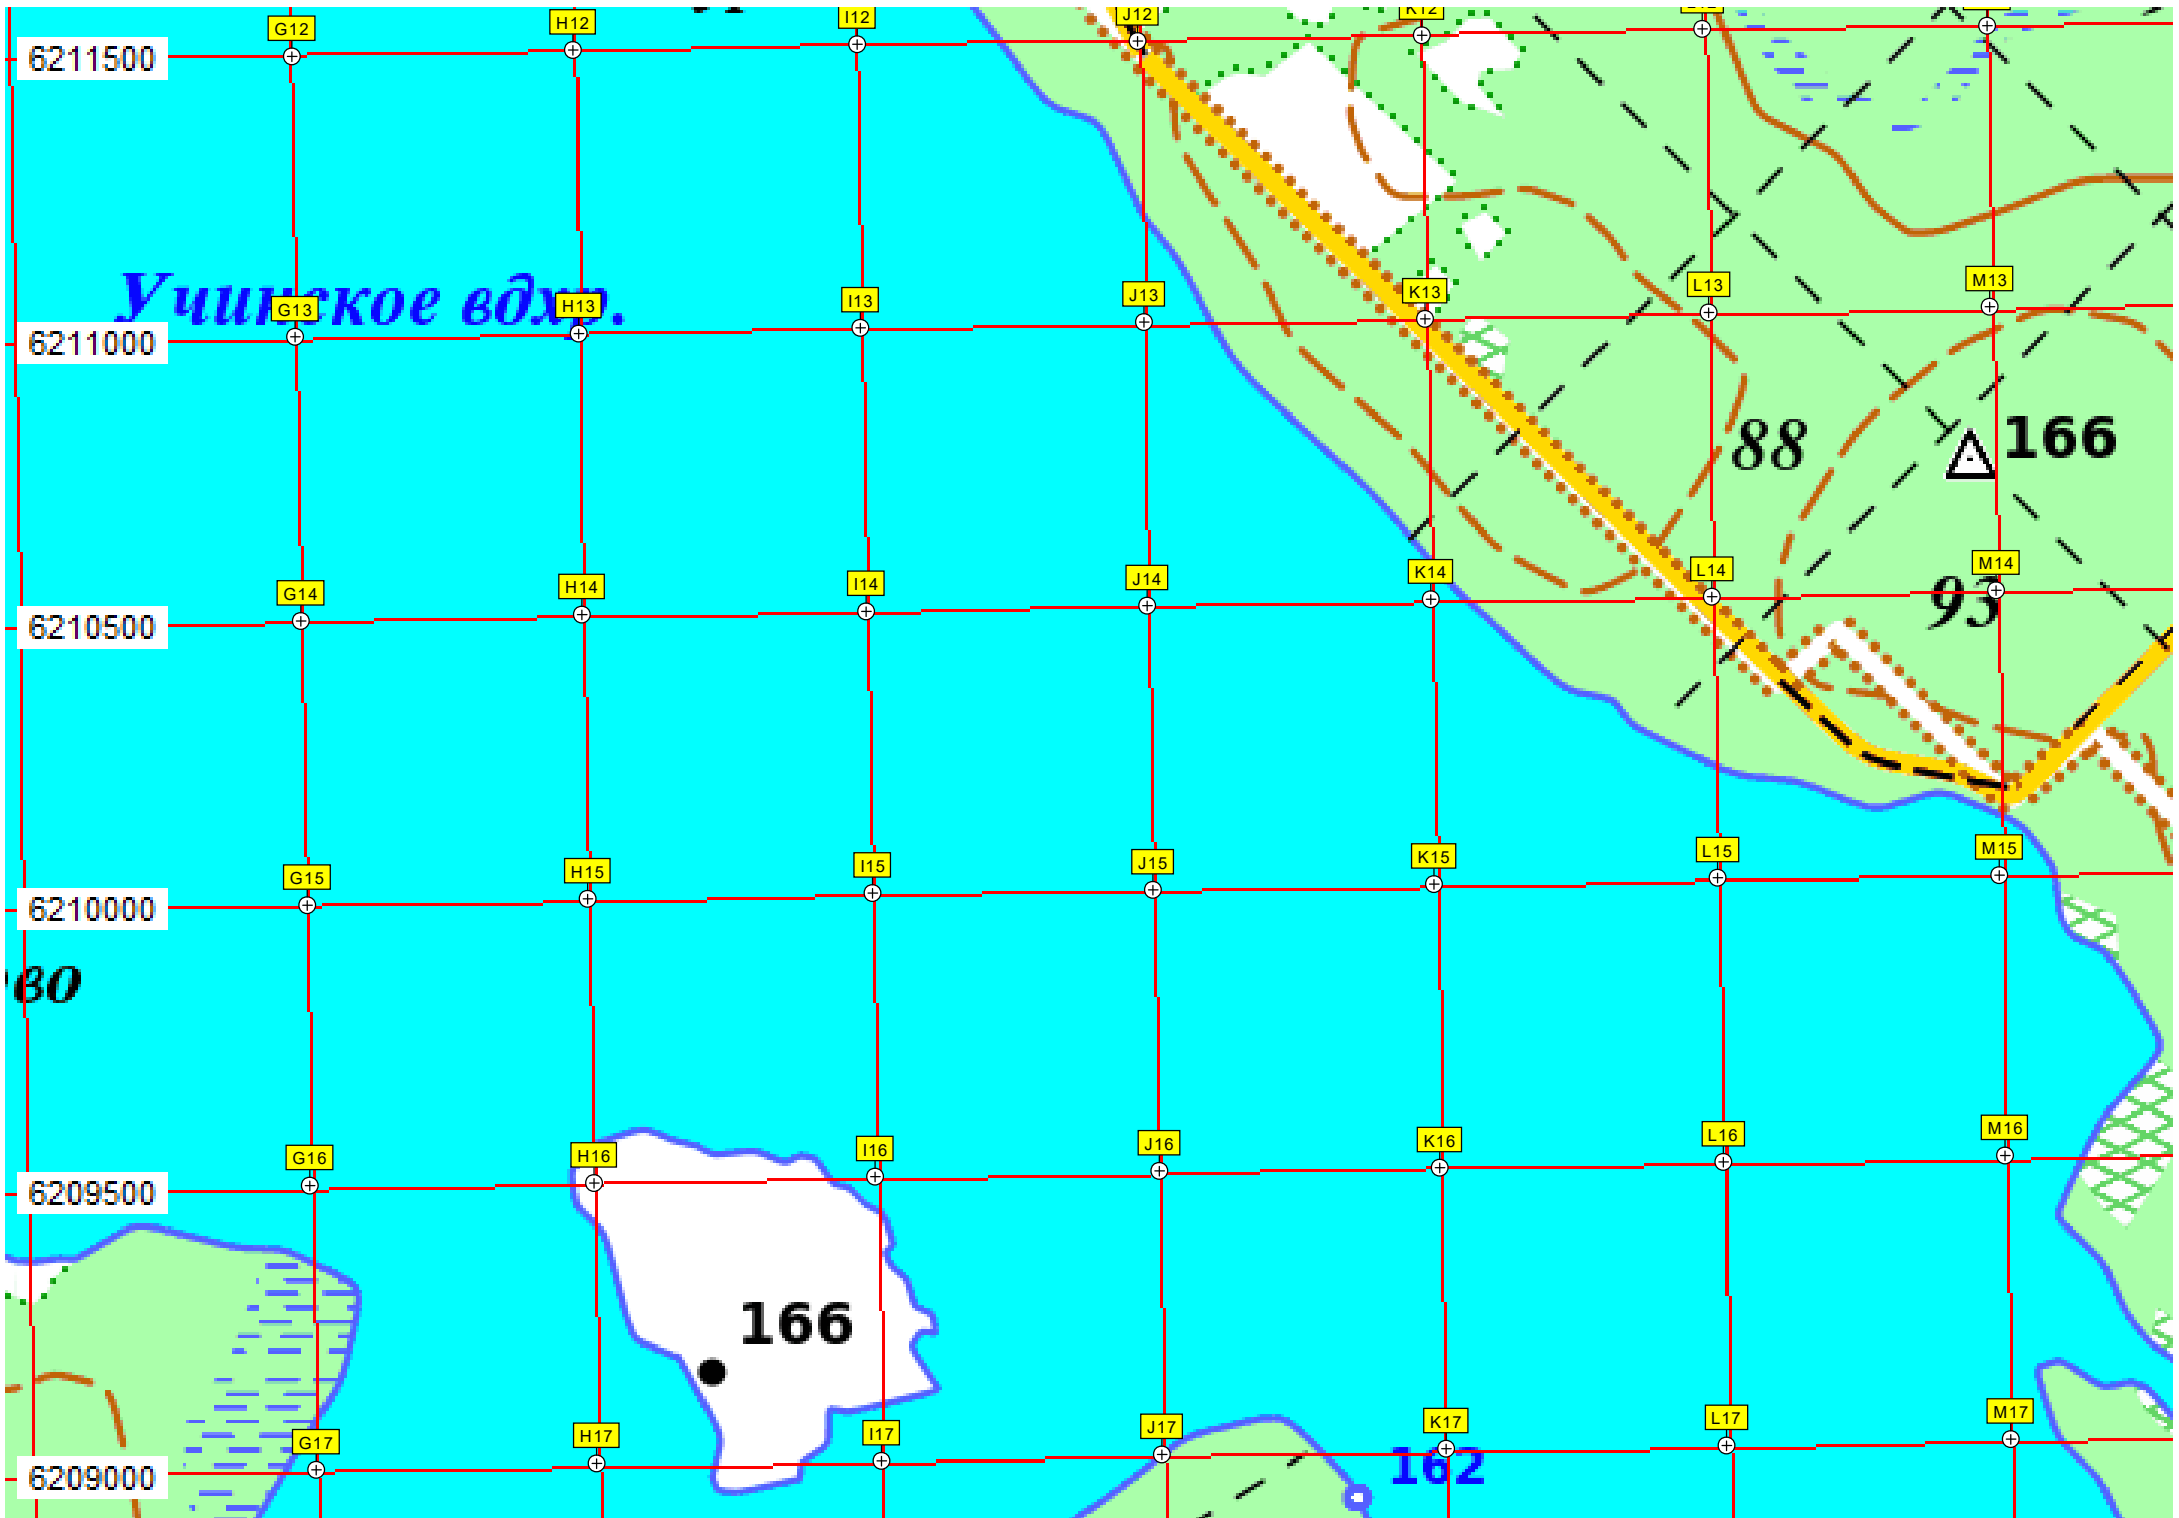 G12 H12 I12 J12 K12
6211500
Учинское вдхр.
G13 H13 I13 J13 K13 L13 M13
6211000
88 166
G14 H14 I14 J14 K14 L14 M14
93
6210500
G15 H15 I15 J15 K15 L15 M15
6210000
во
G16 H16 I16 J16 K16 L16 M16
6209500
166
G17 H17 I17 J17 K17 L17 M17
162
6209000